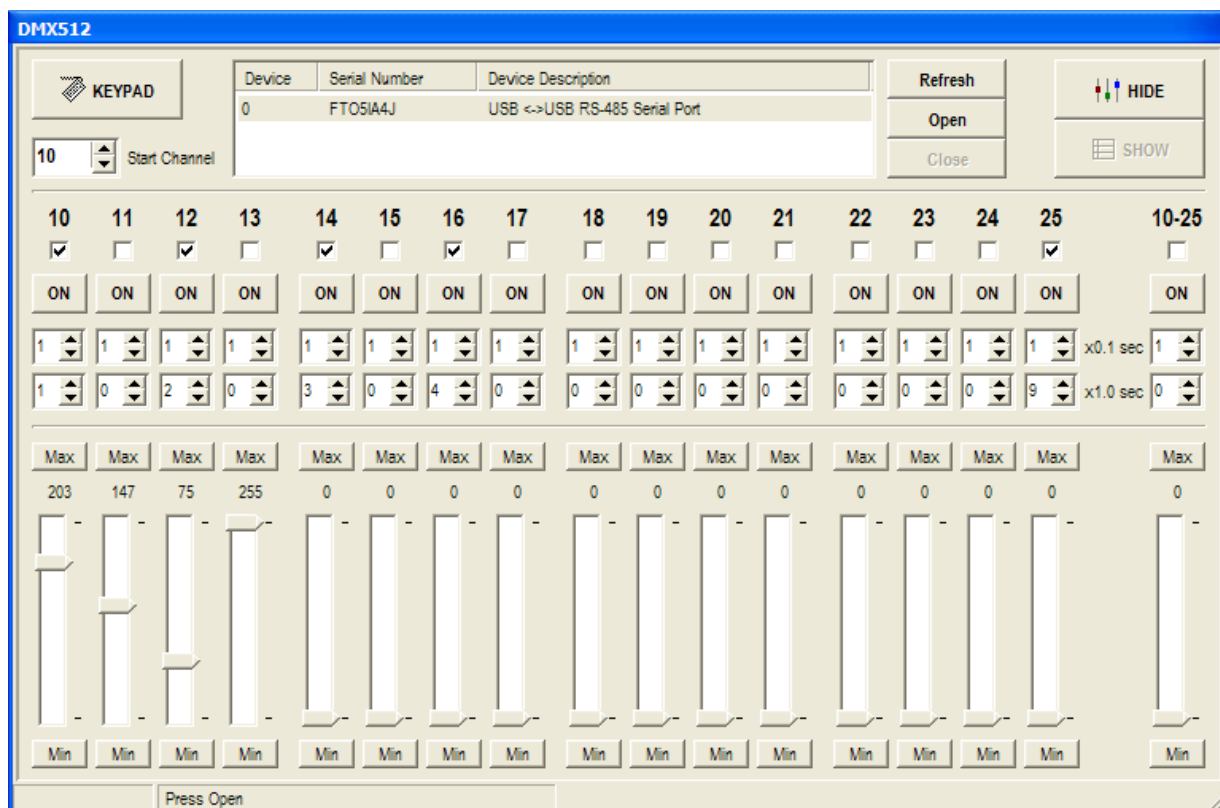 DMX512
KEYPAD
Device Serial Number Device Description
0 FTO5IA4J USB <->USB RS-485 Serial Port
Refresh
Open
Close
HIDE
SHOW
10 Start Channel
10 11 12 13 14 15 16 17 18 19 20 21 22 23 24 25 10-25
ON ON ON ON ON ON ON ON ON ON ON ON ON ON ON ON ON
1 1 1 1 1 1 1 1 1 1 1 1 1 1 1 1 x0.1 sec 1
1 0 2 0 3 0 4 0 0 0 0 0 0 0 0 9 x1.0 sec 0
Max Max Max Max Max Max Max Max Max Max Max Max Max Max Max Max Max
203 147 75 255 0 0 0 0 0 0 0 0 0 0 0 0 0
Min Min Min Min Min Min Min Min Min Min Min Min Min Min Min Min Min
Press Open